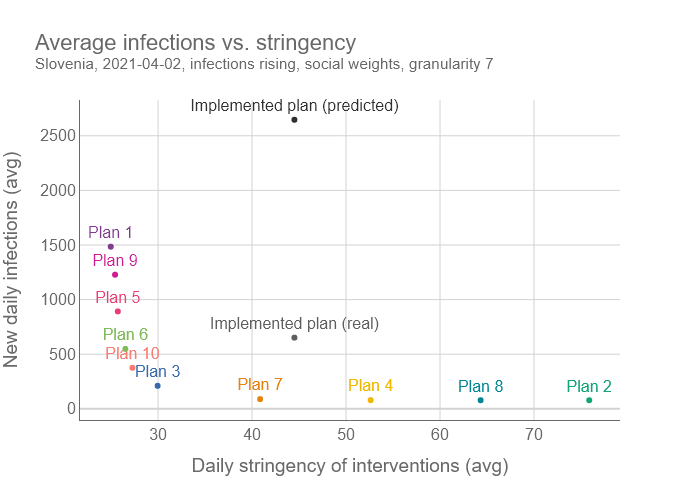 Average infections vs. stringency
Slovenia, 2021-04-02, infections rising, social weights, granularity 7
Implemented plan (predicted)
2500
2000
Plan 1
1500
Plan 9
Plan 5
1000
Implemented plan (real)
Plan 6
500
Plan 10
Plan 3
Plan 7
Plan 4
Plan 8
Plan 2
0
30
40
50
60
70
New daily infections (avg)
Daily stringency of interventions (avg)